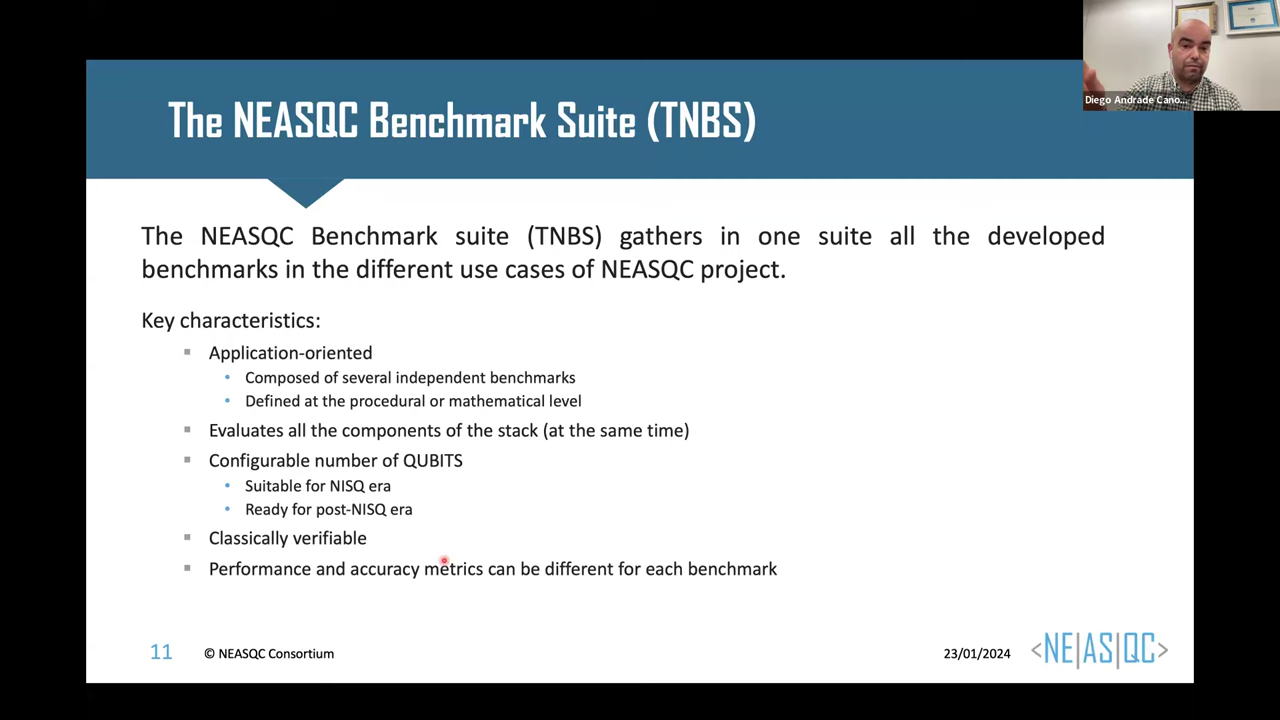 Diego Andrade Cano...
The NEASQC Benchmark Suite (TNBS)
The NEASQC Benchmark suite (TNBS) gathers in one suite all the developed
benchmarks in the different use cases of NEASQC project.
Key characteristics:
Application-oriented
Composed of several independent benchmarks
Defined at the procedural or mathematical level
Evaluates all the components of the stack (at the same time)
Configurable number of QUBITS
Suitable for NISQ era
Ready for post-NISQ era
Classically verifiable
Performance and accuracy metrics can be different for each benchmark
11 © NEASQC Consortium 23/01/2024 <NE|AS|QC>